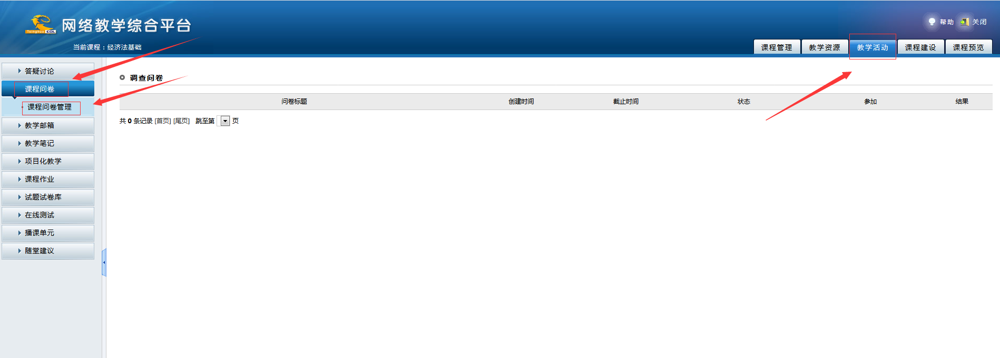 Tsinghua EOL 网络教学综合平台
帮助 关闭
当前课程：经济法基础
课程管理 教学资源 教学活动 课程建设 课程预览
答疑讨论
课程问卷
课程问卷管理
教学邮箱
教学笔记
项目化教学
课程作业
试题试卷库
在线测试
播课单元
随堂建议
调查问卷
问卷标题 创建时间 截止时间 状态 参加 结果
共 0 条记录 [首页] [尾页] 跳至第 页